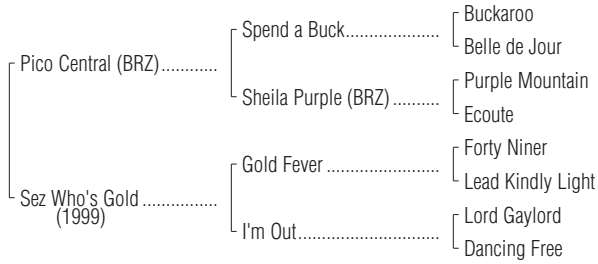 Buckaroo
Spend a Buck....................
Belle de Jour
Pico Central (BRZ)............
Purple Mountain
Sheila Purple (BRZ)..........
Ecoute
Forty Niner
Gold Fever........................
Lead Kindly Light
Sez Who's Gold................
(1999)
Lord Gaylord
I'm Out..............................
Dancing Free